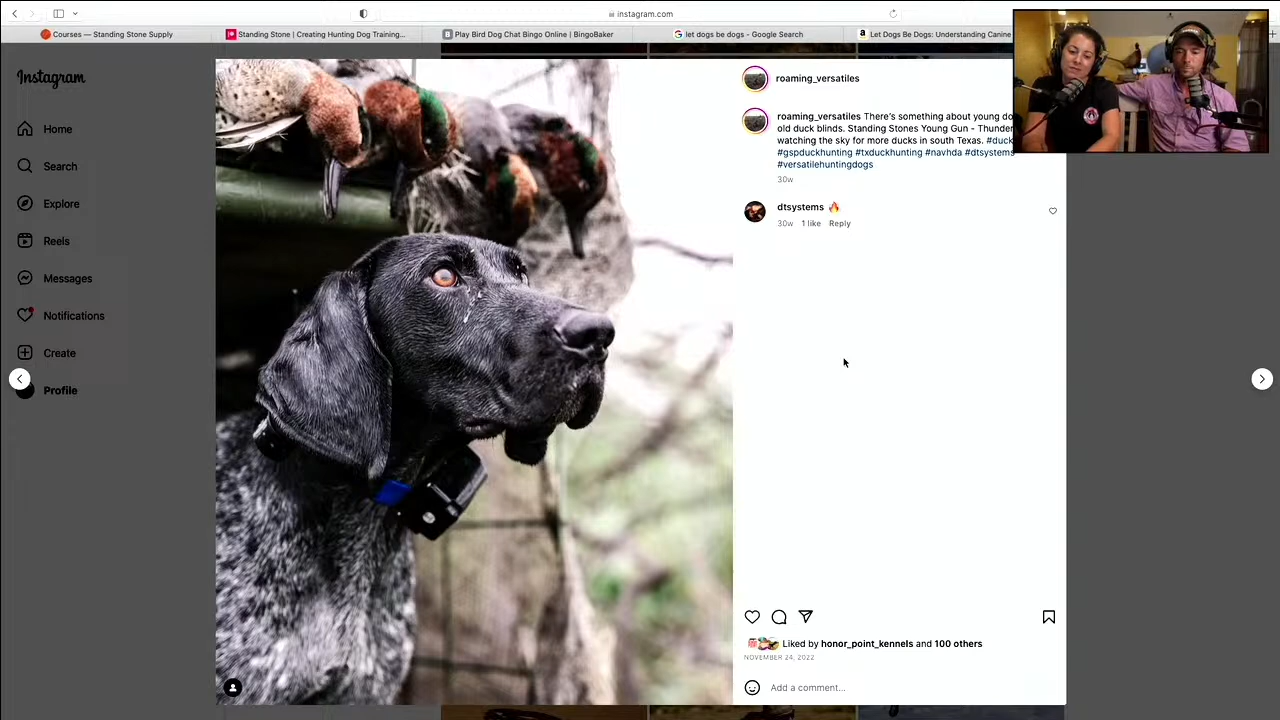 instagram.com
Courses — Standing Stone Supply
Standing Stone | Creating Hunting Dog Training...
Play Bird Dog Chat Bingo Online | BingoBaker
let dogs be dogs - Google Search
Let Dogs Be Dogs: Understanding Canine
Instagram
Home
Search
Explore
Reels
Messages
Notifications
Create
Profile
roaming_versatiles
roaming_versatiles There's something about young do
old duck blinds. Standing Stones Young Gun - Thunder
watching the sky for more ducks in south Texas. #duck
#gspduckhunting #txduckhunting #navhda #dtsystems
#versatilehuntingdogs
30w
dtsystems 🔥
30w 1 like Reply
Liked by honor_point_kennels and 100 others
NOVEMBER 24, 2022
Add a comment...